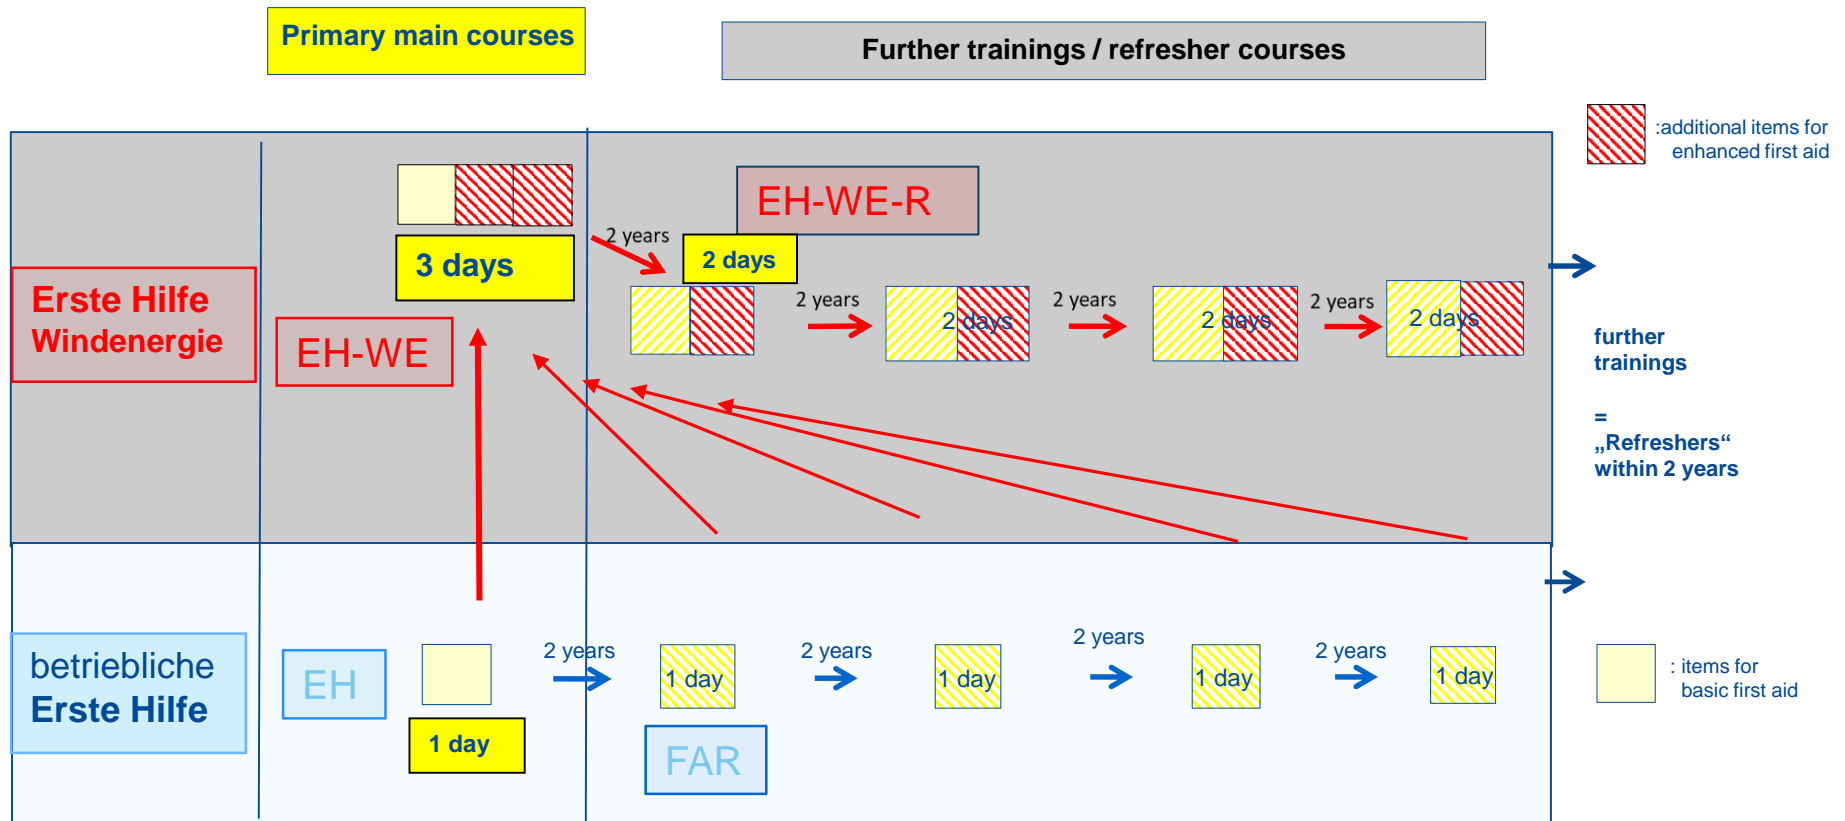 Primary main courses
Further trainings / refresher courses
:additional items for
enhanced first aid
EH-WE-R
2 years
3 days
2 days
Erste Hilfe
Windenergie
EH-WE
2 years
2 years
2 years
2 days
2 days
2 days
further
trainings
=
„Refreshers“
within 2 years
betriebliche
Erste Hilfe
EH
2 years
2 years
2 years
2 years
1 day
1 day
1 day
1 day
1 day
FAR
: items for
basic first aid